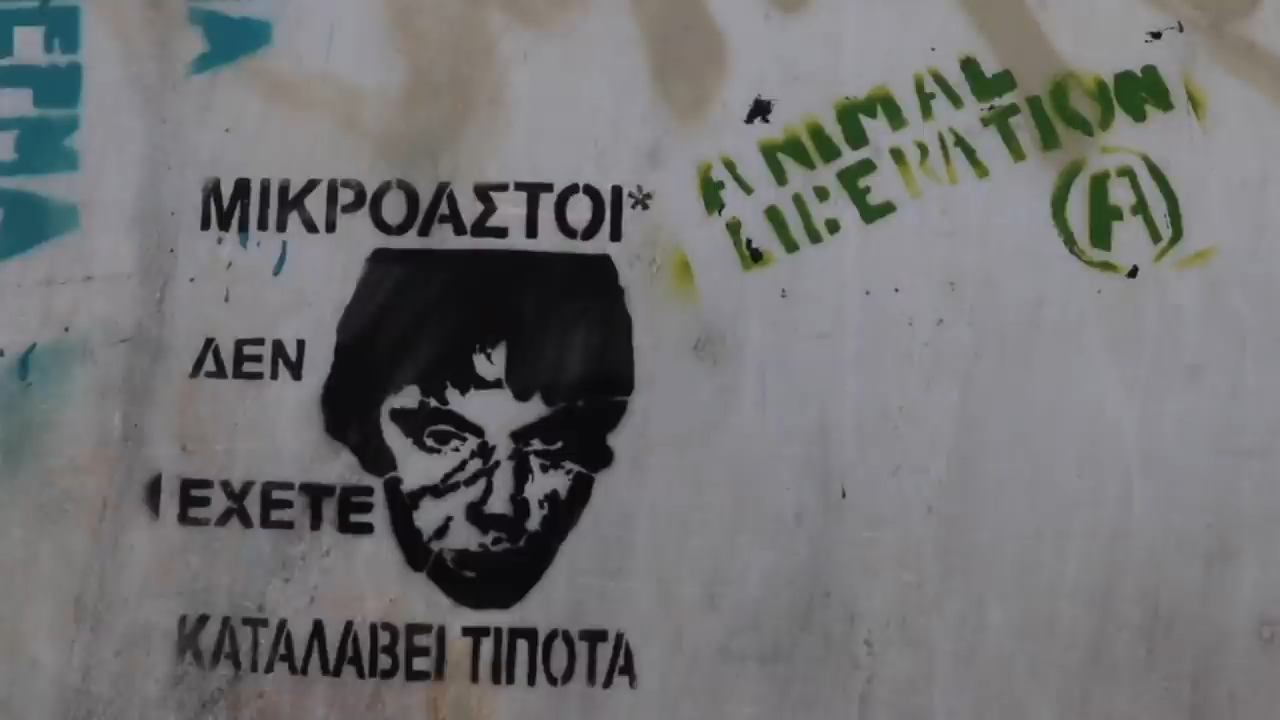 ΜΙΚΡΟΑΣΤΟΙ*
ΔΕΝ
ΕΧΕΤΕ
ΚΑΤΑΛΑΒΕΙ ΤΙΠΟΤΑ
ANIMAL
LIBERATION
A